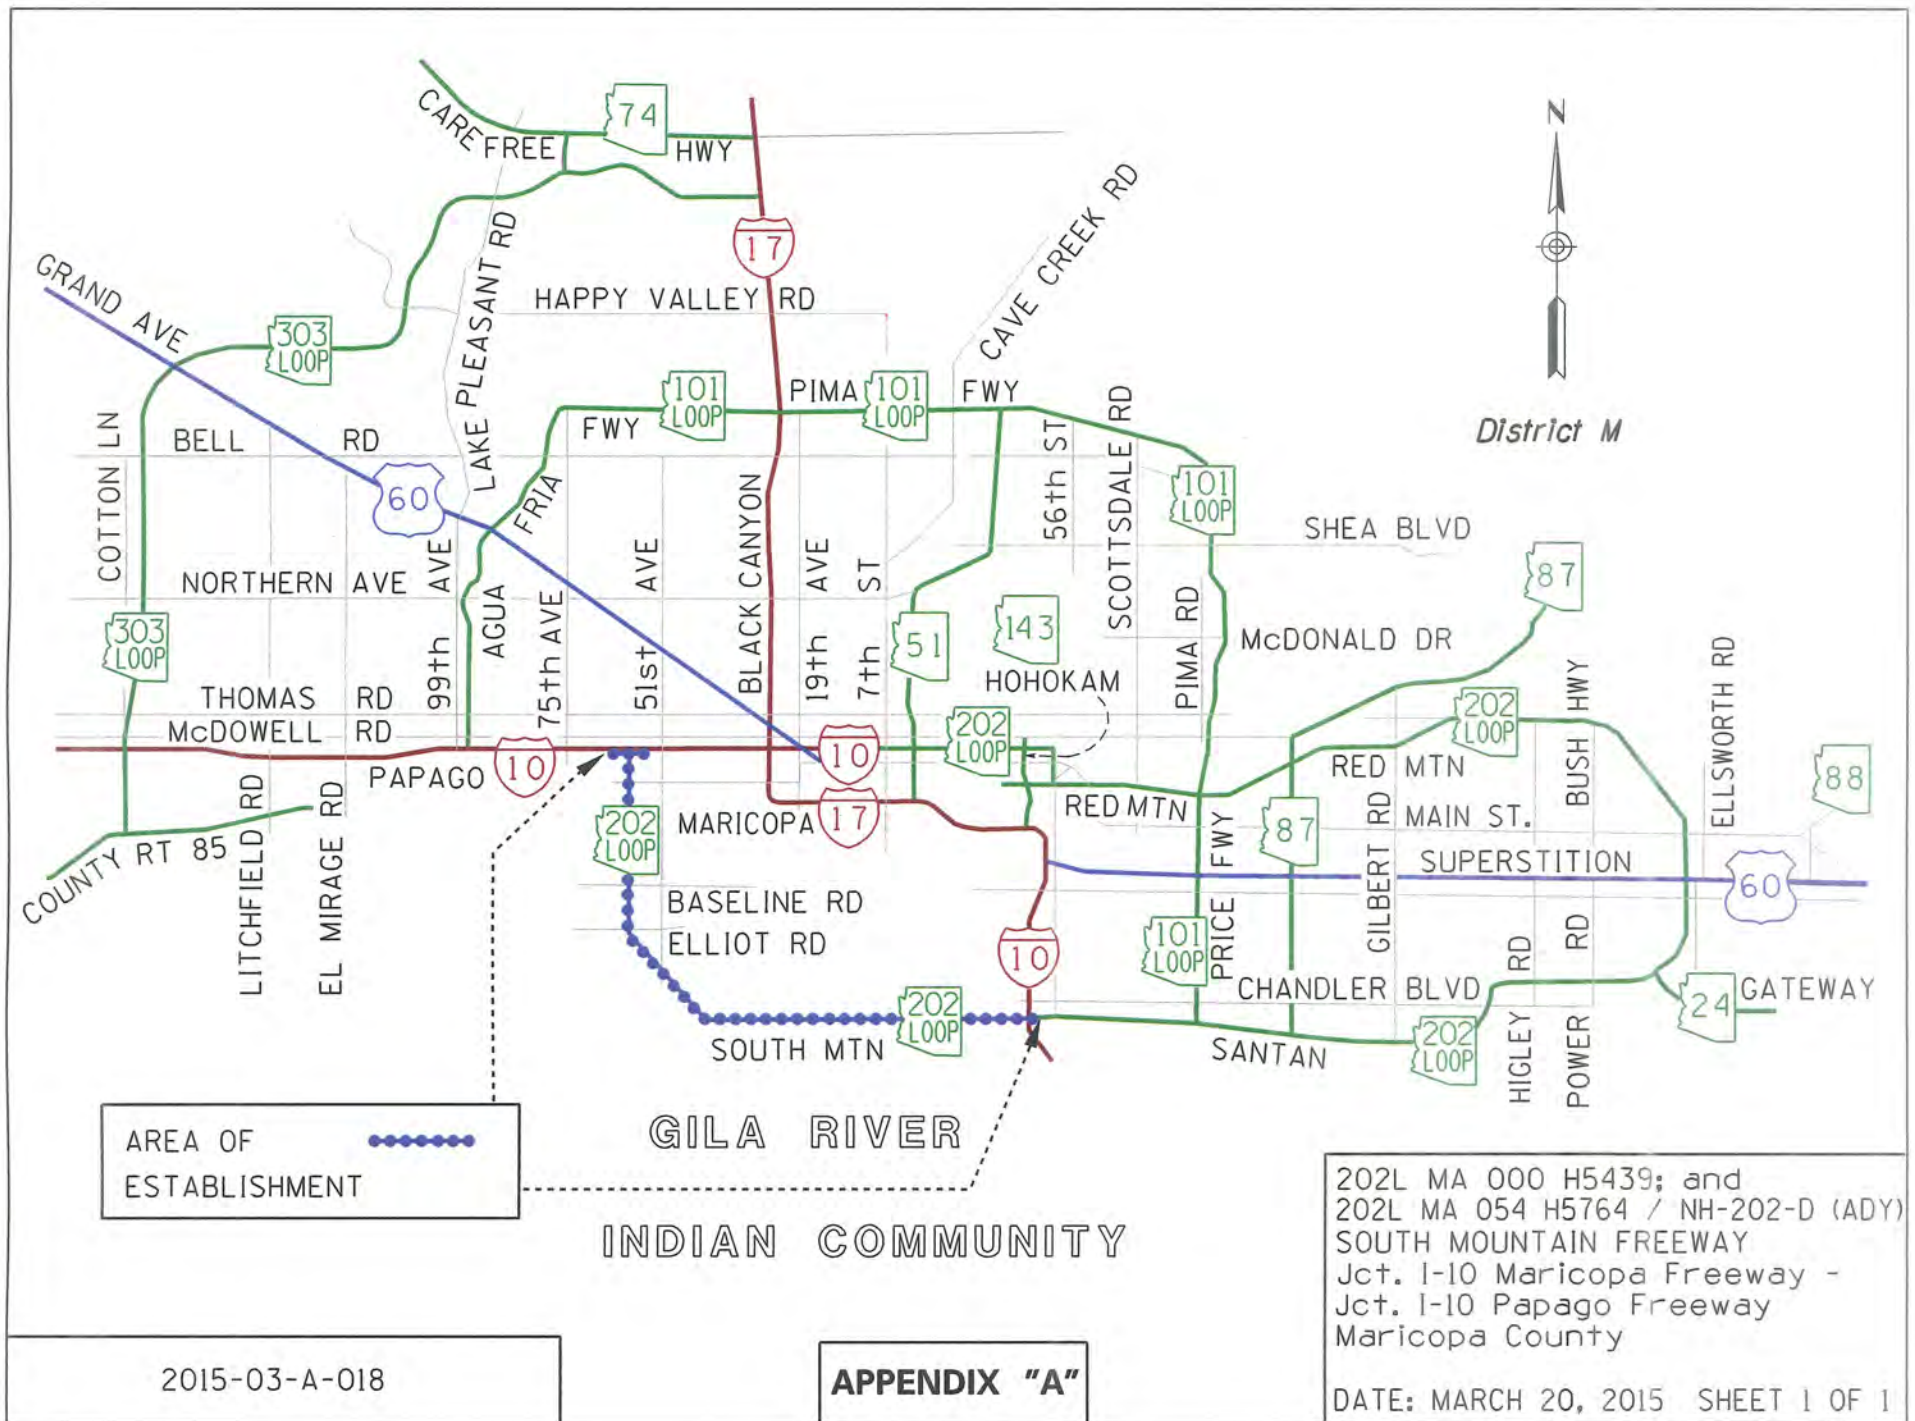 N
District M
CARE FREE HWY
74
17
GRAND AVE
LAKE PLEASANT RD
HAPPY VALLEY RD
CAVE CREEK RD
303 LOOP
101 LOOP
101 LOOP
PIMA FWY
FWY
COTTON LN
BELL RD
60
AGUA FRIA
BLACK CANYON
56th ST
SCOTTSDALE RD
101 LOOP
SHEA BLVD
NORTHERN AVE
99th AVE
75th AVE
51st AVE
19th AVE
7th ST
87
303 LOOP
51
143
HOHOKAM
PIMA RD
McDONALD DR
THOMAS RD
McDOWELL RD
PAPAGO
10
10
202 LOOP
202 LOOP
RED MTN
BUSH HWY
ELLSWORTH RD
88
COUNTY RT 85
LITCHFIELD RD
EL MIRAGE RD
202 LOOP
MARICOPA
17
RED MTN
PRICE FWY
87
GILBERT RD
MAIN ST.
SUPERSTITION
60
BASELINE RD
ELLIOT RD
10
101 LOOP
CHANDLER BLVD
HIGLEY RD
POWER RD
24
GATEWAY
202 LOOP
SOUTH MTN
SANTAN
202 LOOP
AREA OF
ESTABLISHMENT
GILA RIVER
INDIAN COMMUNITY
202L MA 000 H5439; and
202L MA 054 H5764 / NH-202-D (ADY)
SOUTH MOUNTAIN FREEWAY
Jct. I-10 Maricopa Freeway -
Jct. I-10 Papago Freeway
Maricopa County
DATE: MARCH 20, 2015 SHEET 1 OF 1
2015-03-A-018
APPENDIX "A"